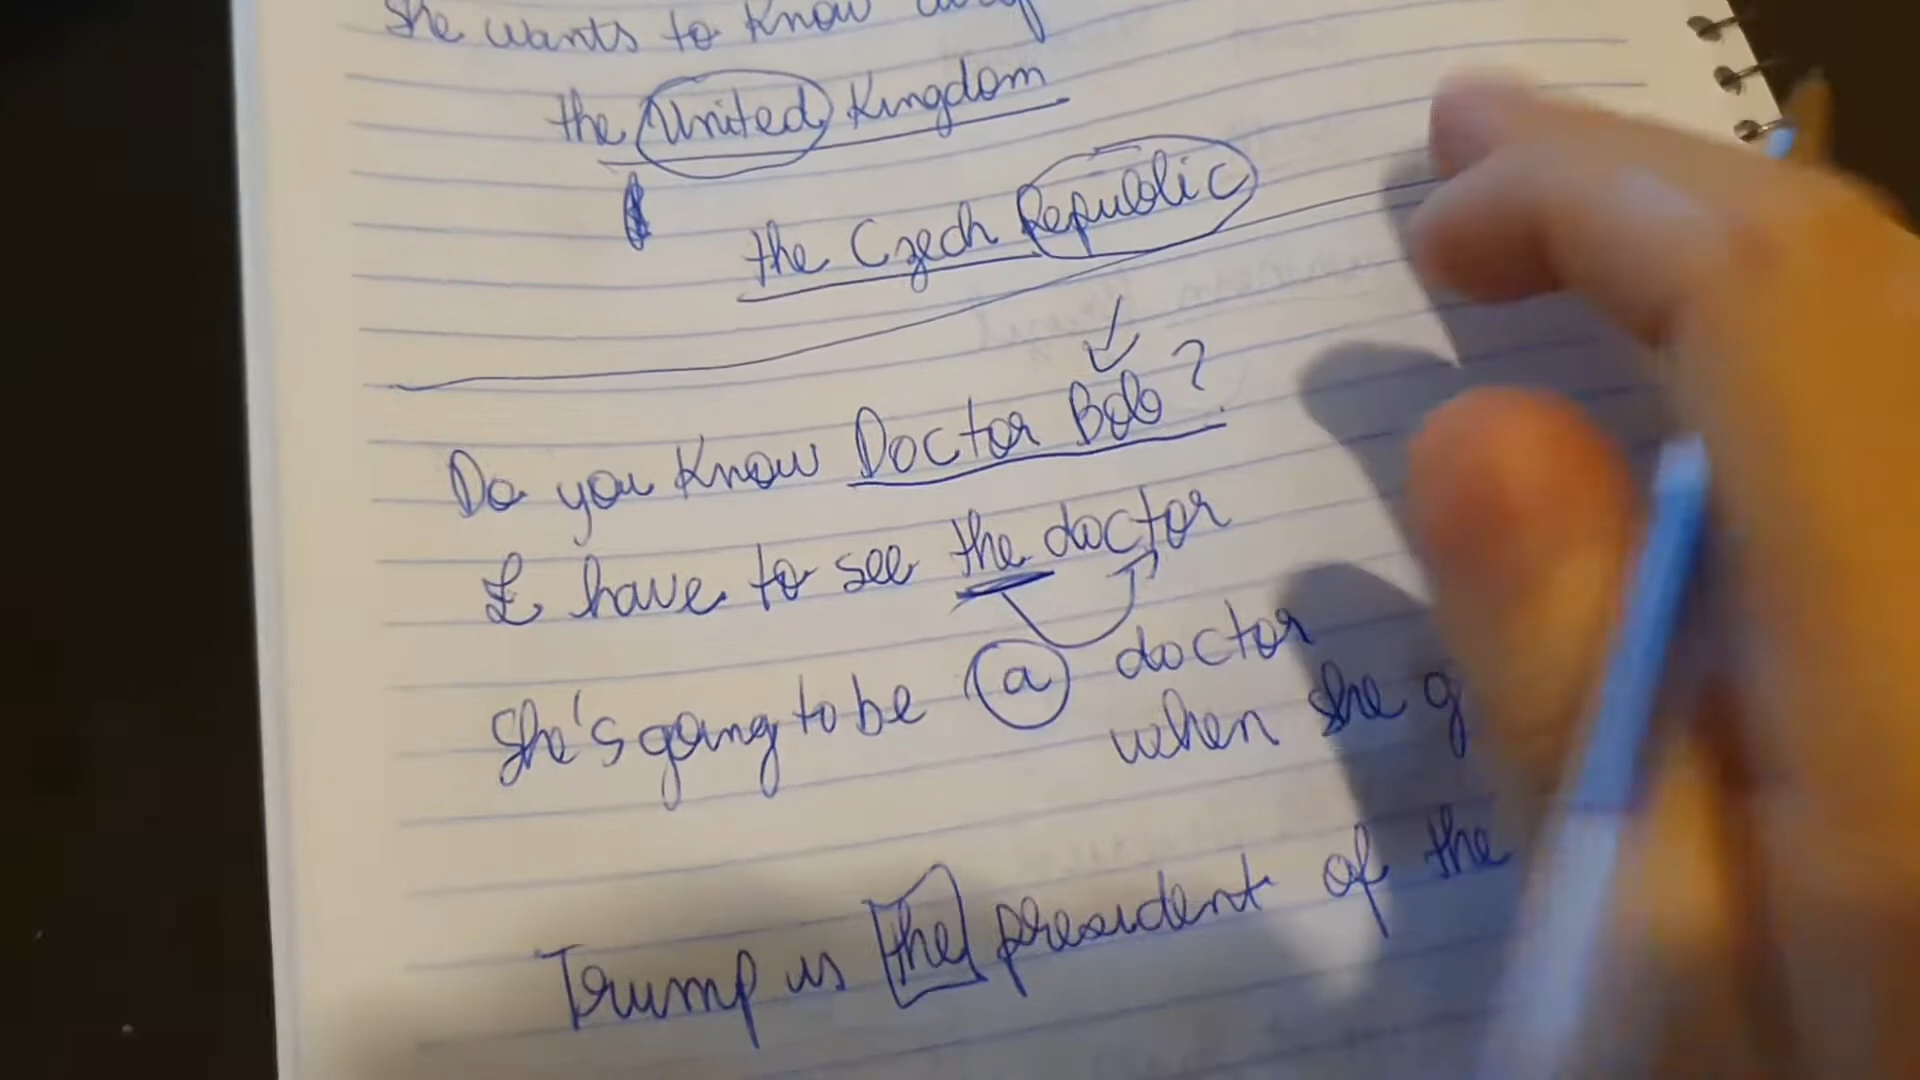 She wants to know
the United Kingdom
the Czech Republic
Do you know Doctor Bob?
I have to see the doctor
She's going to be a doctor
when she g
Trump is the president of the